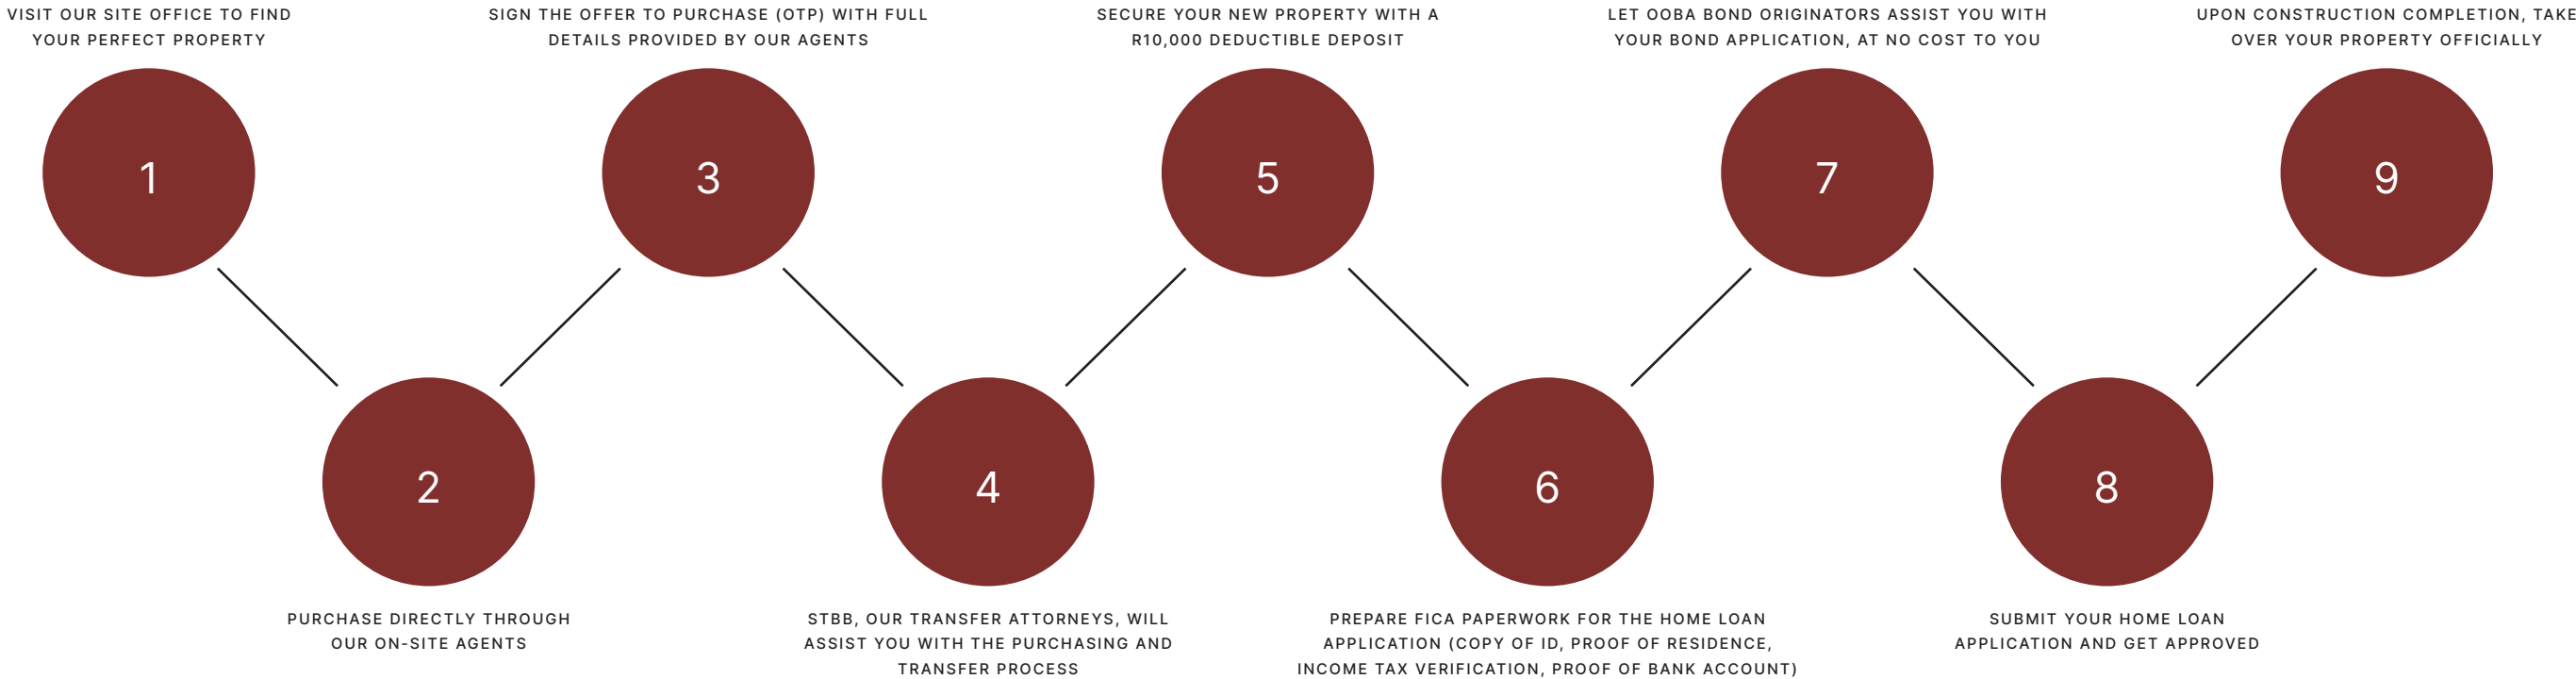 VISIT OUR SITE OFFICE TO FIND
YOUR PERFECT PROPERTY
1
PURCHASE DIRECTLY THROUGH
OUR ON-SITE AGENTS
2
SIGN THE OFFER TO PURCHASE (OTP) WITH FULL
DETAILS PROVIDED BY OUR AGENTS
3
STBB, OUR TRANSFER ATTORNEYS, WILL
ASSIST YOU WITH THE PURCHASING AND
TRANSFER PROCESS
4
SECURE YOUR NEW PROPERTY WITH A
R10,000 DEDUCTIBLE DEPOSIT
5
PREPARE FICA PAPERWORK FOR THE HOME LOAN
APPLICATION (COPY OF ID, PROOF OF RESIDENCE,
INCOME TAX VERIFICATION, PROOF OF BANK ACCOUNT)
6
LET OOBA BOND ORIGINATORS ASSIST YOU WITH
YOUR BOND APPLICATION, AT NO COST TO YOU
7
SUBMIT YOUR HOME LOAN
APPLICATION AND GET APPROVED
8
UPON CONSTRUCTION COMPLETION, TAKE
OVER YOUR PROPERTY OFFICIALLY
9